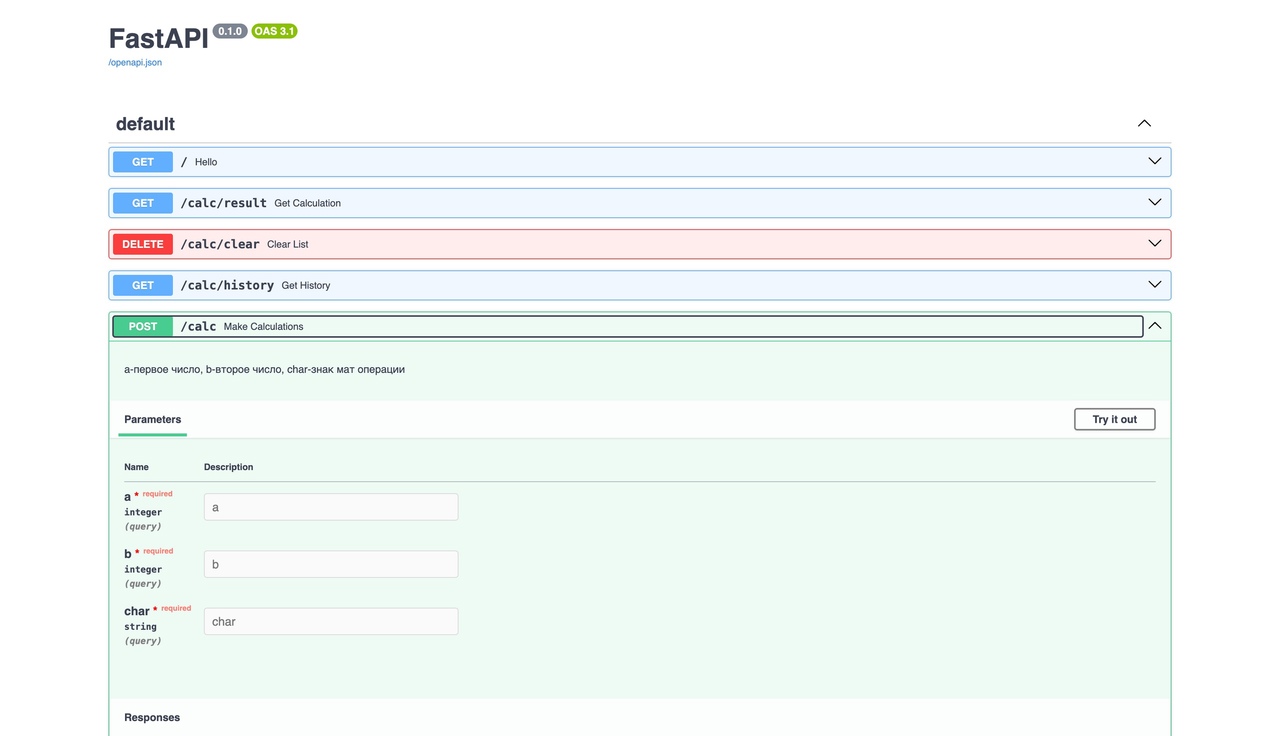 FastAPI 0.1.0 OAS 3.1
/openapi.json
default
GET / Hello
GET /calc/result Get Calculation
DELETE /calc/clear Clear List
GET /calc/history Get History
POST /calc Make Calculations
a-первое число, b-второе число, char-знак мат операции
Parameters Try it out
Name Description
a * required a
integer
(query)
b * required b
integer
(query)
char * required char
string
(query)
Responses